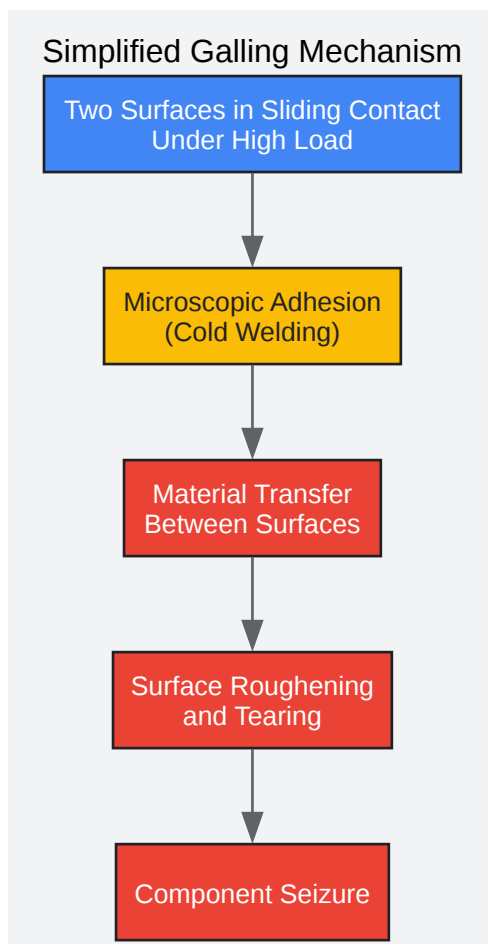 Simplified Galling Mechanism
Two Surfaces in Sliding Contact
Under High Load
Microscopic Adhesion
(Cold Welding)
Material Transfer
Between Surfaces
Surface Roughening
and Tearing
Component Seizure